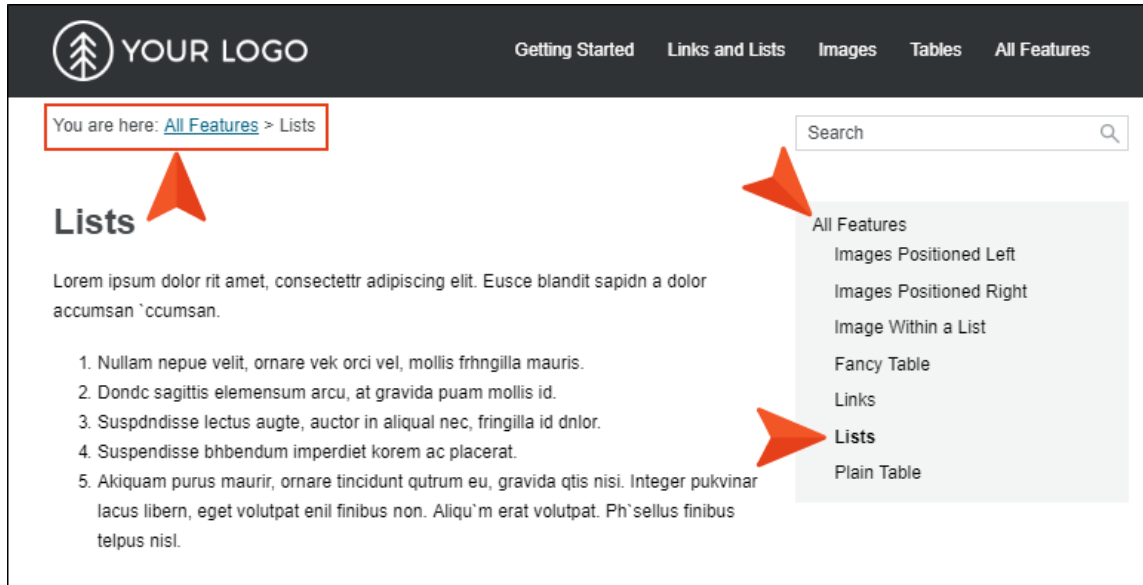 YOUR LOGO
Getting Started Links and Lists Images Tables All Features
You are here: All Features > Lists
Search
Lists
Lorem ipsum dolor rit amet, consectettr adipiscing elit. Eusce blandit sapidn a dolor
accumsan `ccumsan.
1. Nullam nepue velit, ornare vek orci vel, mollis frhngilla mauris.
2. Dondc sagittis elemensum arcu, at gravida puam mollis id.
3. Suspdndisse lectus augte, auctor in aliqual nec, fringilla id dnlor.
4. Suspendisse bhbendum imperdiet korem ac placerat.
5. Akiquam purus maurir, ornare tincidunt qutrum eu, gravida qtis nisi. Integer pukvinar
lacus libern, eget volutpat enil finibus non. Aliqu`m erat volutpat. Ph`sellus finibus
telpus nisl.
All Features
Images Positioned Left
Images Positioned Right
Image Within a List
Fancy Table
Links
Lists
Plain Table